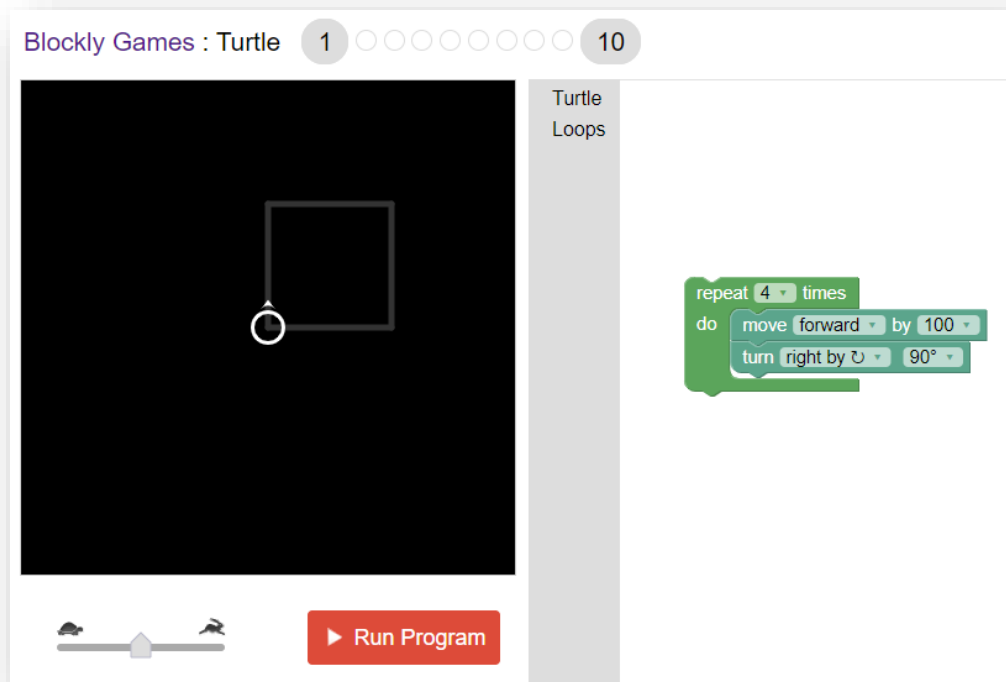 Blockly Games : Turtle 1 10
Turtle
Loops
repeat 4 times
do move forward by 100
turn right by ↻ 90°
Run Program